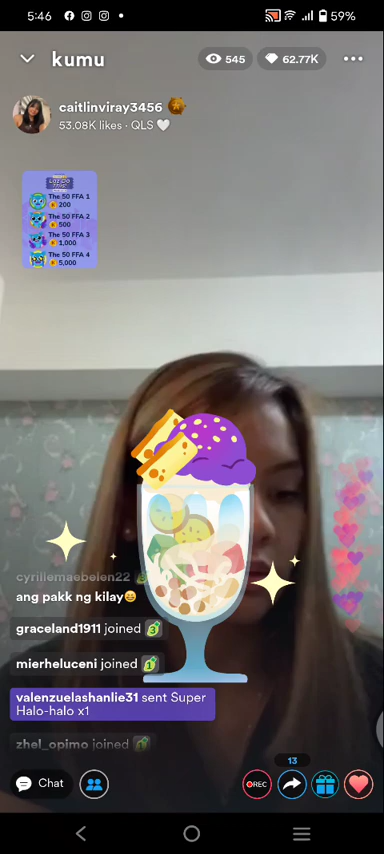 5:46
59%
kumu
545
62.77K
caitlinviray3456
53.08K likes · QLS 🤍
The 50 FFA 1
200
The 50 FFA 2
500
The 50 FFA 3
1,000
The 50 FFA 4
5,000
cyrillemaebelen22
ang pakk ng kilay😄
graceland1911 joined 3
mierheluceni joined 1
valenzuelashanlie31 sent Super
Halo-halo x1
zhel_opimo joined
13
Chat
REC